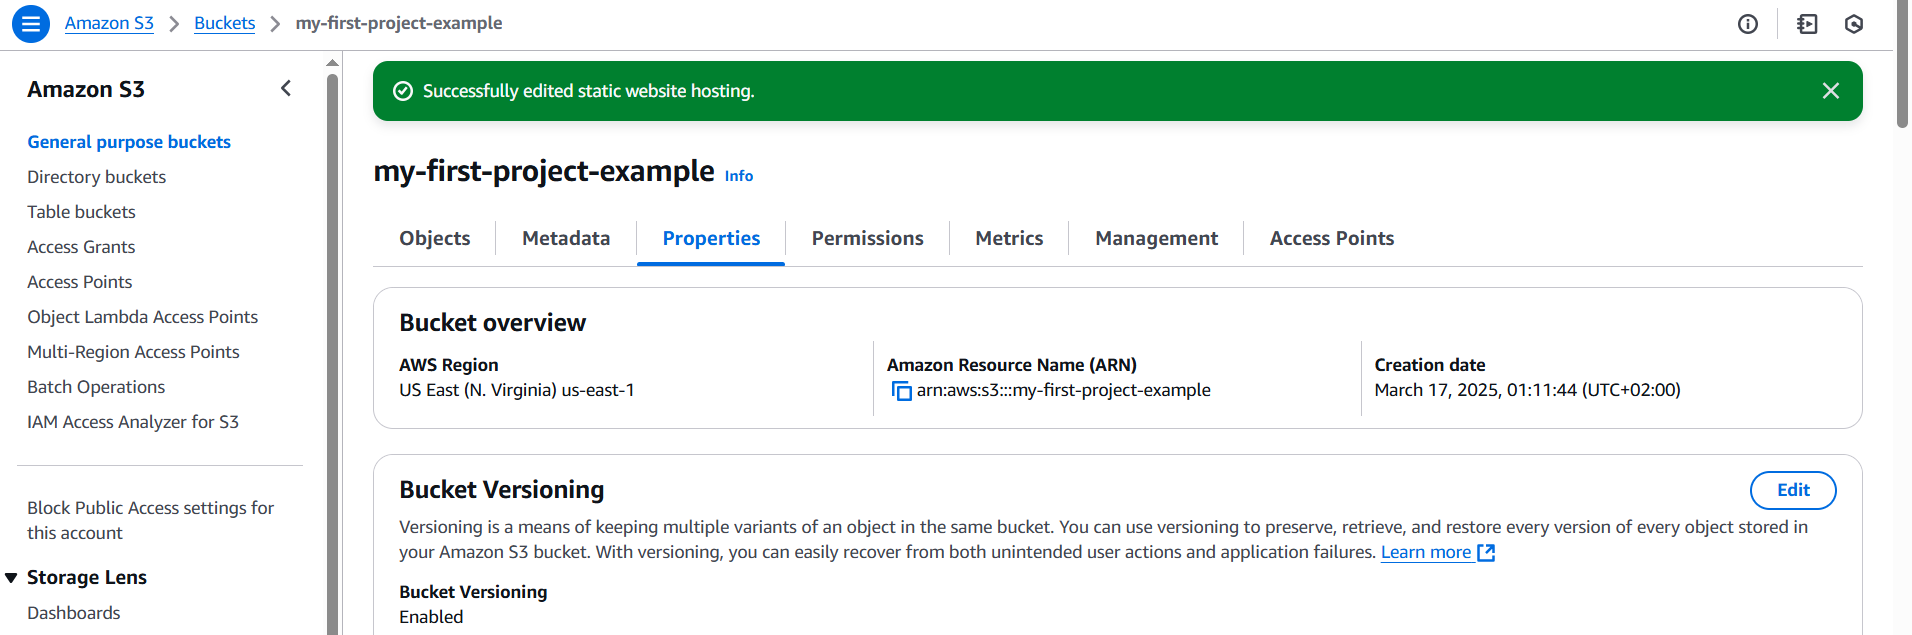 Amazon S3 > Buckets > my-first-project-example
Amazon S3
General purpose buckets
Directory buckets
Table buckets
Access Grants
Access Points
Object Lambda Access Points
Multi-Region Access Points
Batch Operations
IAM Access Analyzer for S3
Block Public Access settings for
this account
Storage Lens
Dashboards
Successfully edited static website hosting.
my-first-project-example Info
Objects Metadata Properties Permissions Metrics Management Access Points
Bucket overview
AWS Region
US East (N. Virginia) us-east-1
Amazon Resource Name (ARN)
arn:aws:s3:::my-first-project-example
Creation date
March 17, 2025, 01:11:44 (UTC+02:00)
Bucket Versioning
Edit
Versioning is a means of keeping multiple variants of an object in the same bucket. You can use versioning to preserve, retrieve, and restore every version of every object stored in
your Amazon S3 bucket. With versioning, you can easily recover from both unintended user actions and application failures. Learn more
Bucket Versioning
Enabled